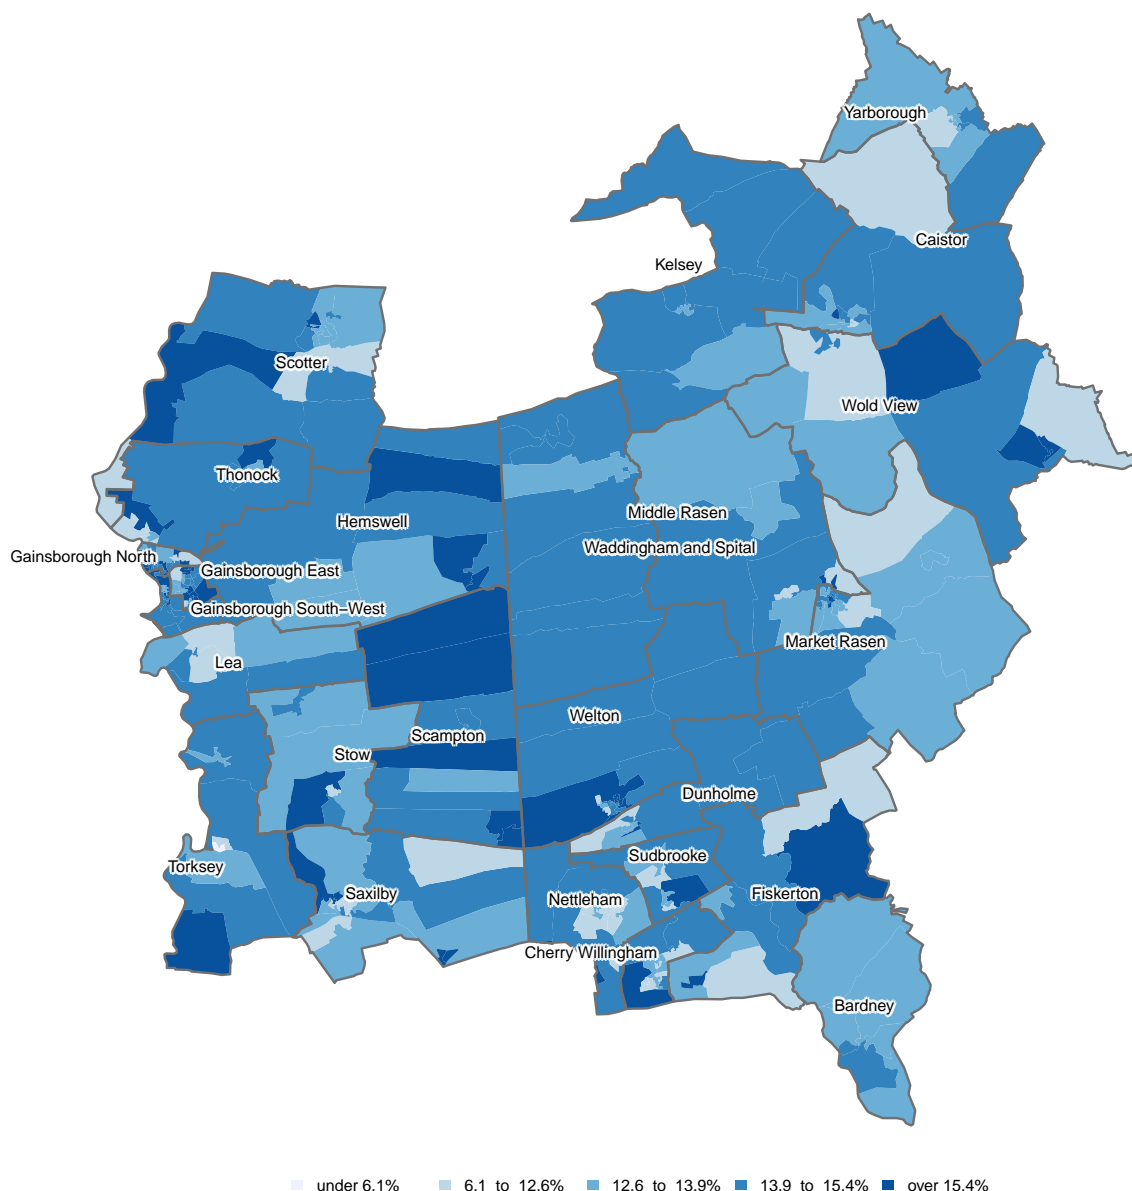 Yarborough
Caistor
Kelsey
Scotter
Wold View
Thonock
Middle Rasen
Hemswell
Waddingham and Spital
Gainsborough North
Gainsborough East
Gainsborough South−West
Market Rasen
Lea
Welton
Scampton
Stow
Dunholme
Sudbrooke
Torksey
Saxilby
Nettleham
Fiskerton
Cherry Willingham
Bardney
under 6.1% 6.1 to 12.6% 12.6 to 13.9% 13.9 to 15.4% over 15.4%